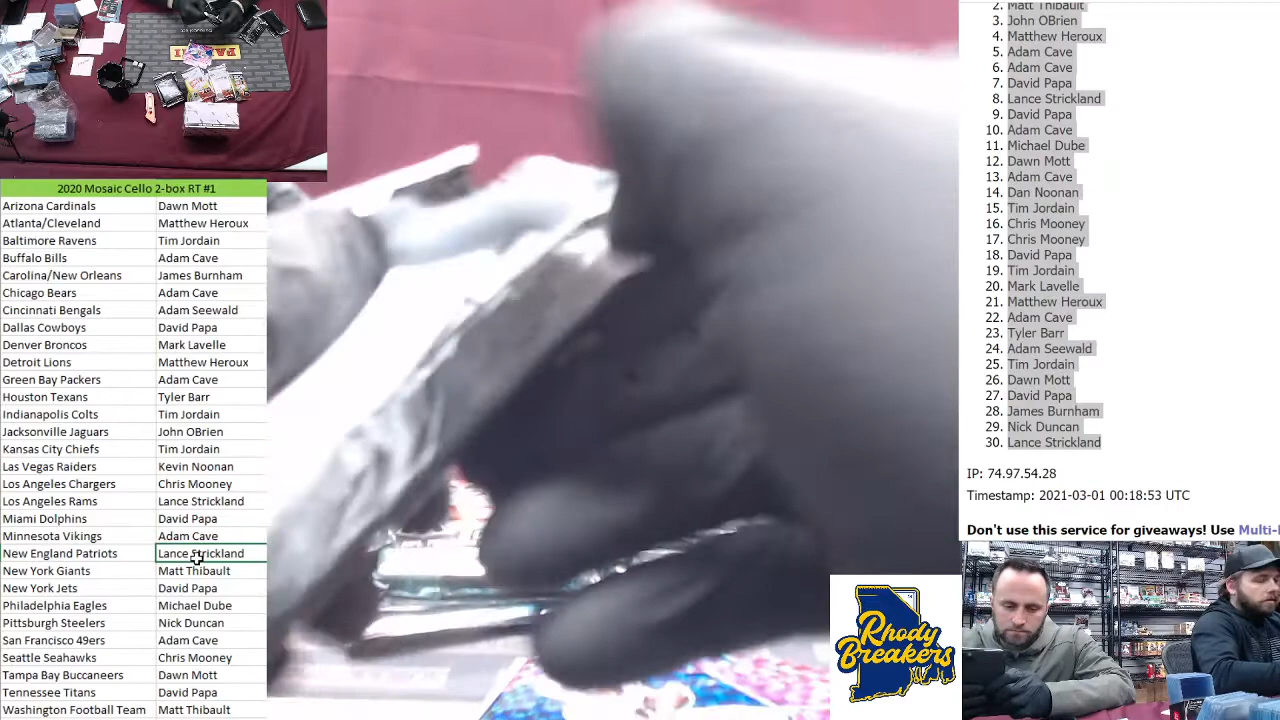 2020 Mosaic Cello 2-box RT #1
Arizona Cardinals Dawn Mott
Atlanta/Cleveland Matthew Heroux
Baltimore Ravens Tim Jordain
Buffalo Bills Adam Cave
Carolina/New Orleans James Burnham
Chicago Bears Adam Cave
Cincinnati Bengals Adam Seewald
Dallas Cowboys David Papa
Denver Broncos Mark Lavelle
Detroit Lions Matthew Heroux
Green Bay Packers Adam Cave
Houston Texans Tyler Barr
Indianapolis Colts Tim Jordain
Jacksonville Jaguars John OBrien
Kansas City Chiefs Tim Jordain
Las Vegas Raiders Kevin Noonan
Los Angeles Chargers Chris Mooney
Los Angeles Rams Lance Strickland
Miami Dolphins David Papa
Minnesota Vikings Adam Cave
New England Patriots Lance Strickland
New York Giants Matt Thibault
New York Jets David Papa
Philadelphia Eagles Michael Dube
Pittsburgh Steelers Nick Duncan
San Francisco 49ers Adam Cave
Seattle Seahawks Chris Mooney
Tampa Bay Buccaneers Dawn Mott
Tennessee Titans David Papa
Washington Football Team Matt Thibault
2. Matt Thibault
3. John OBrien
4. Matthew Heroux
5. Adam Cave
6. Adam Cave
7. David Papa
8. Lance Strickland
9. David Papa
10. Adam Cave
11. Michael Dube
12. Dawn Mott
13. Adam Cave
14. Dan Noonan
15. Tim Jordain
16. Chris Mooney
17. Chris Mooney
18. David Papa
19. Tim Jordain
20. Mark Lavelle
21. Matthew Heroux
22. Adam Cave
23. Tyler Barr
24. Adam Seewald
25. Tim Jordain
26. Dawn Mott
27. David Papa
28. James Burnham
29. Nick Duncan
30. Lance Strickland
IP: 74.97.54.28
Timestamp: 2021-03-01 00:18:53 UTC
Don't use this service for giveaways! Use Multi-
Rhody
Breakers